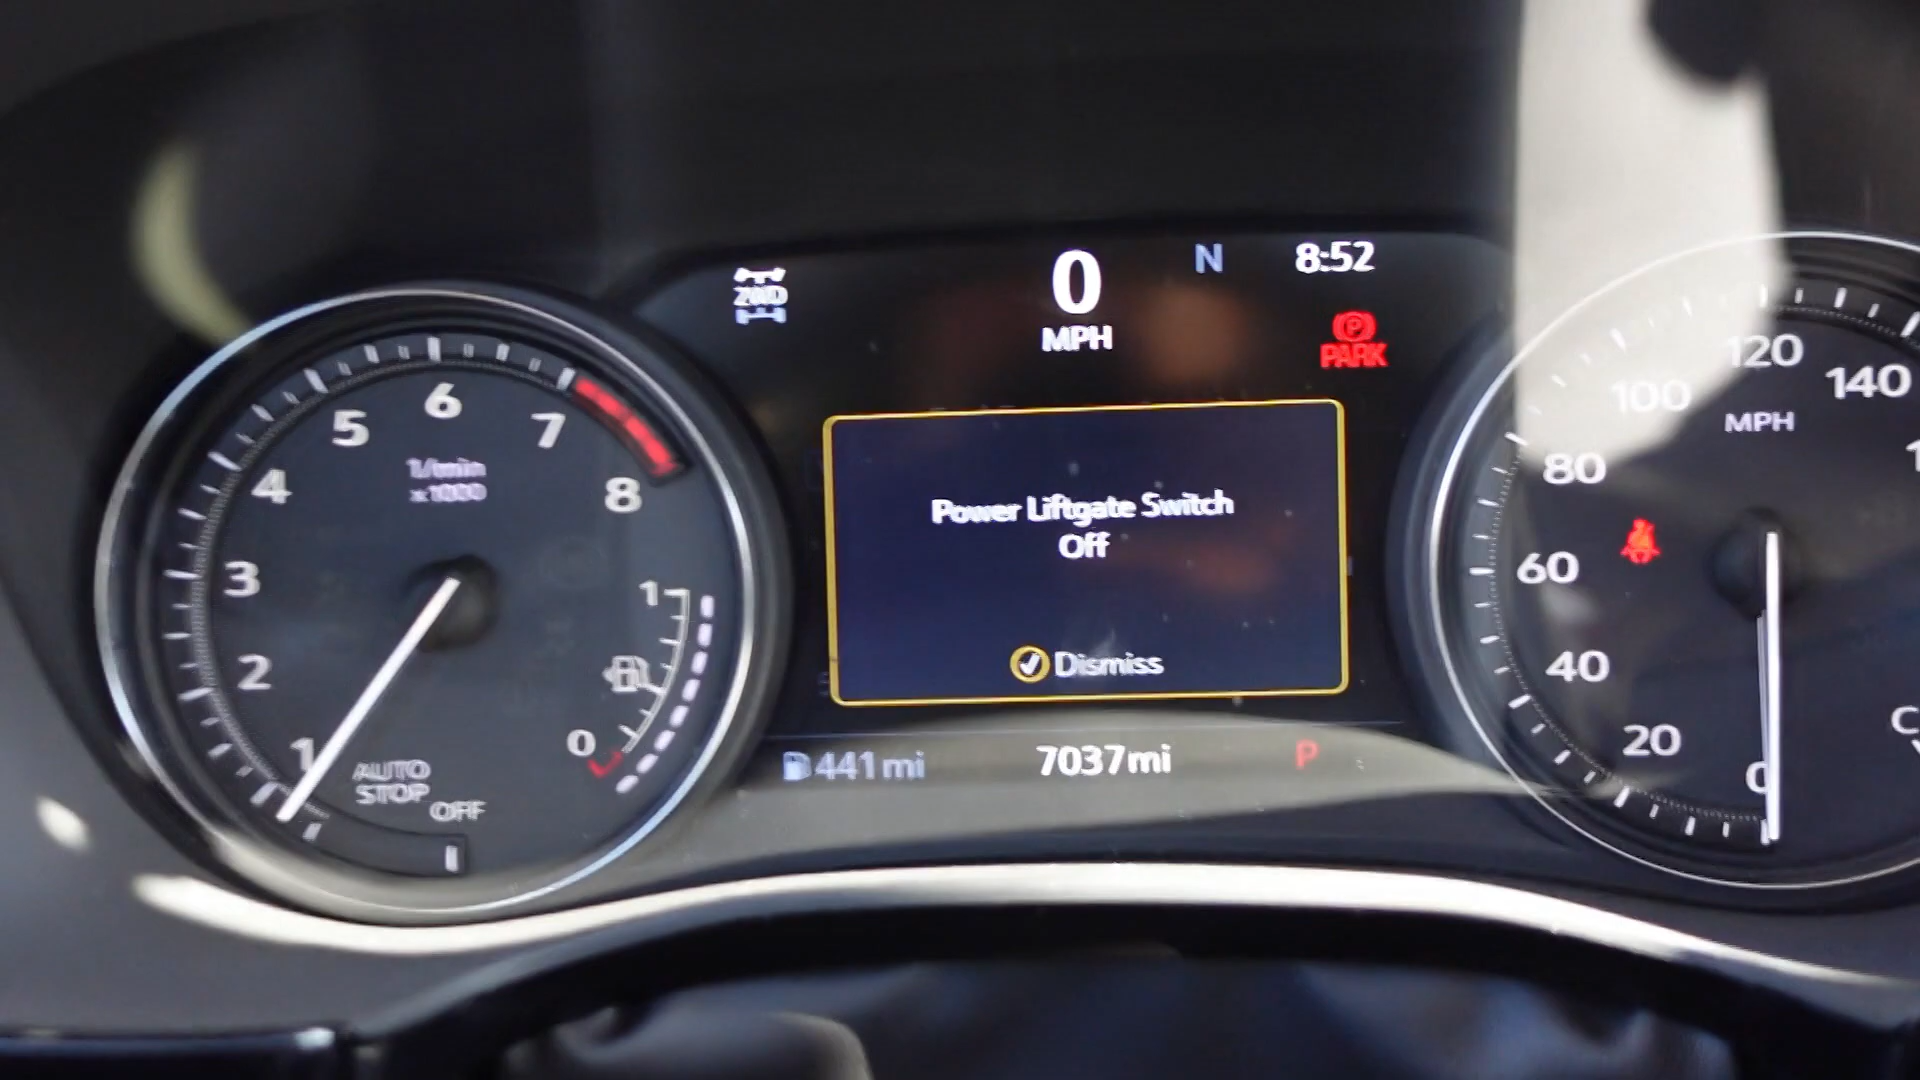 2WD
0
MPH
N
8:52
PARK
1
2
3
4
5
6
7
8
1/min
x1000
1
0
AUTO
STOP
OFF
Power Liftgate Switch
Off
Dismiss
441 mi
7037mi
P
0
20
40
60
80
100
120
140
MPH